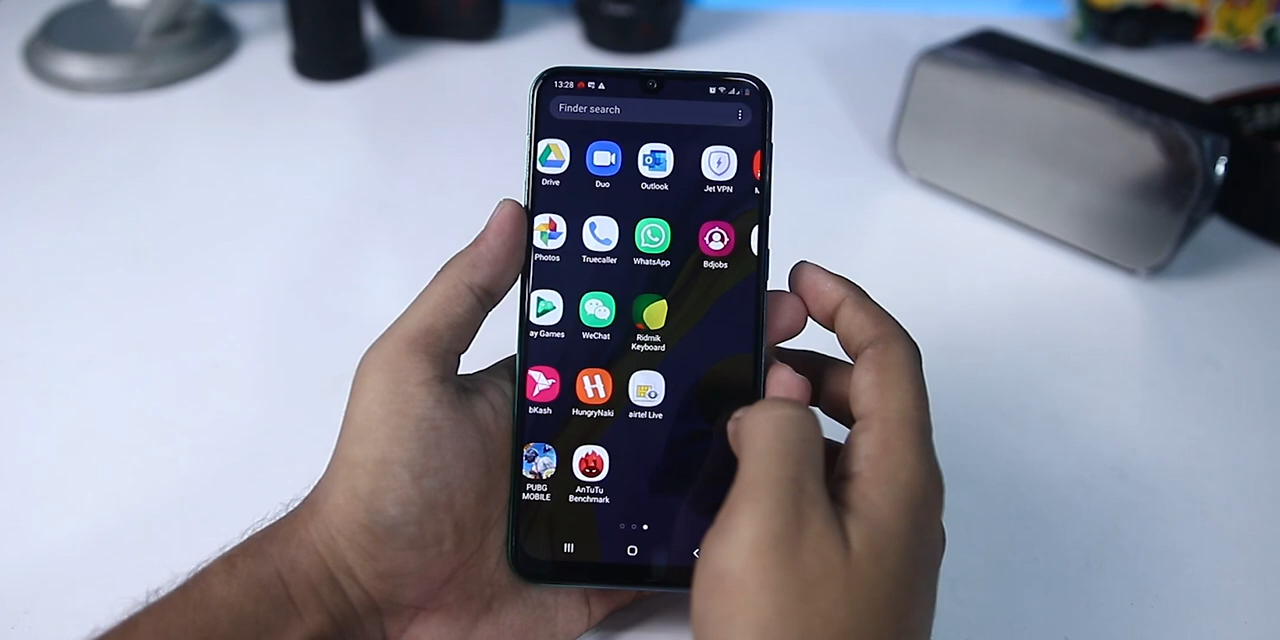 13:28
Finder search
Drive
Duo
Outlook
Jet VPN
Photos
Truecaller
WhatsApp
Bdjobs
ay Games
WeChat
Ridmik
Keyboard
bKash
HungryNaki
airtel Live
PUBG
MOBILE
AnTuTu
Benchmark